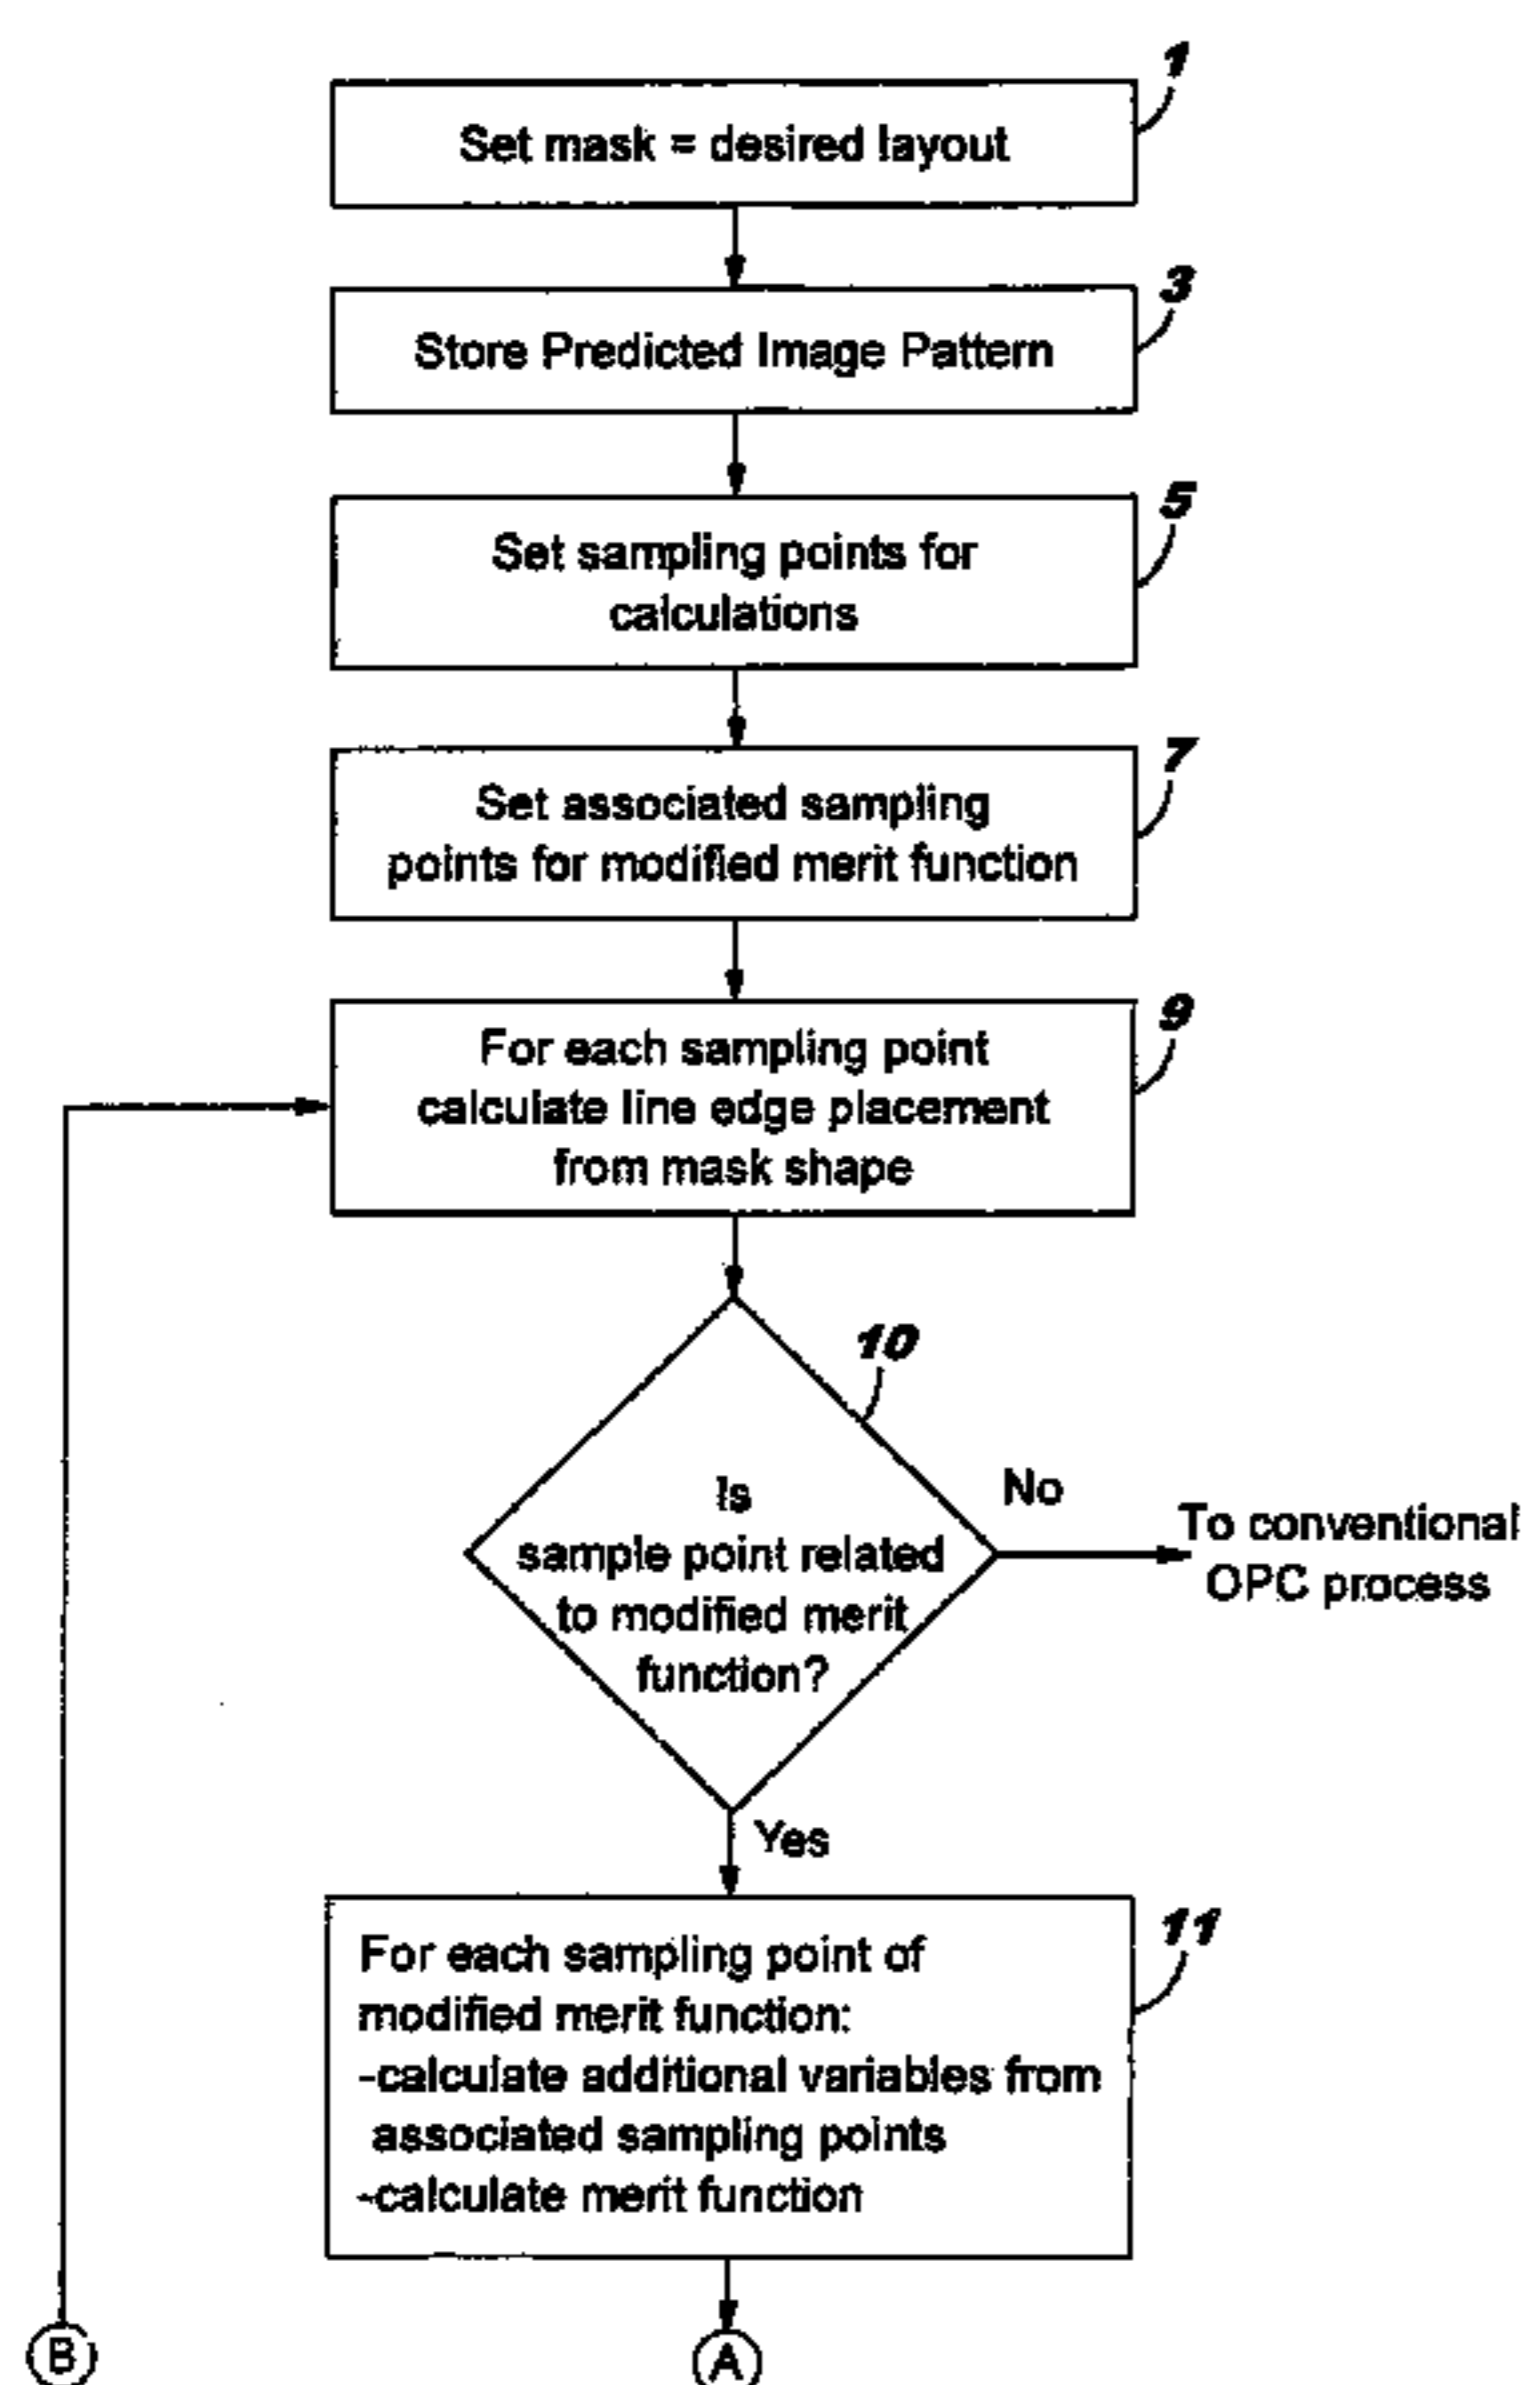 1
Set mask = desired layout
3
Store Predicted Image Pattern
5
Set sampling points for
calculations
7
Set associated sampling
points for modified merit function
9
For each sampling point
calculate line edge placement
from mask shape
10
Is
sample point related
to modified merit
function?
No
To conventional
OPC process
Yes
11
For each sampling point of
modified merit function:
-calculate additional variables from
associated sampling points
-calculate merit function
B
A